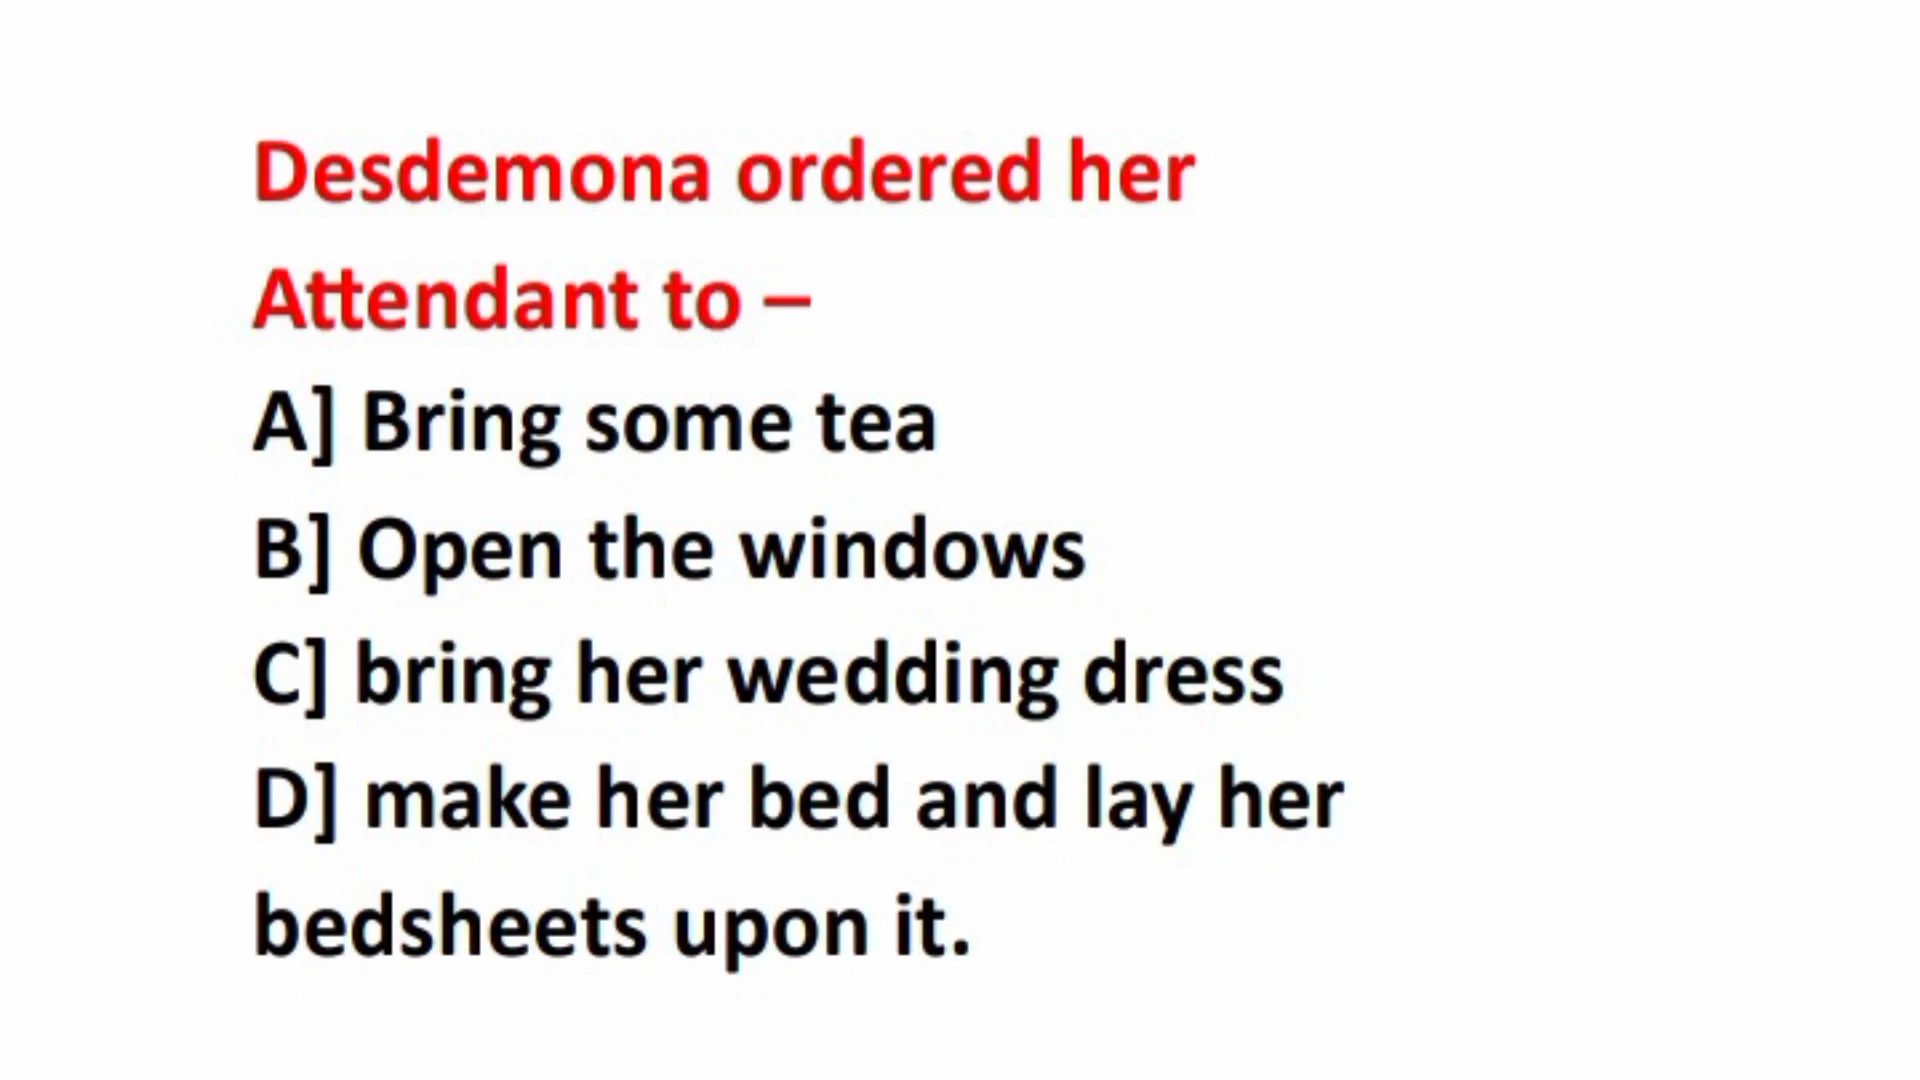 Desdemona ordered her
Attendant to –
A] Bring some tea
B] Open the windows
C] bring her wedding dress
D] make her bed and lay her
bedsheets upon it.